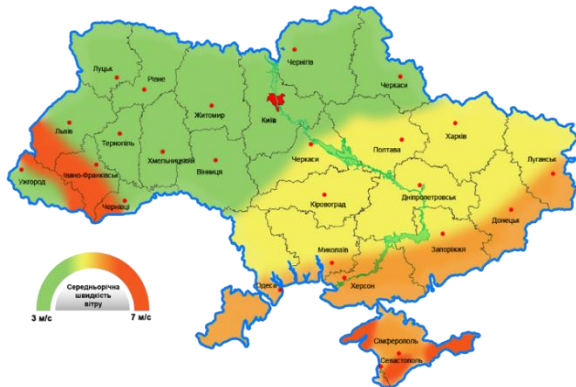 Чернігів
Луцьк
Рівне
Черкаси
Житомир
Київ
Львів
Харків
Тернопіль
Полтава
Черкаси
Хмельницький
Луганськ
Вінниця
Івано-Франківськ
Ужгород
Дніпропетровськ
Кіровоград
Чернівці
Донецьк
Миколаїв
Запоріжжя
Одеса
Херсон
Середньорічна
швидкість
вітру
3 м/с
7 м/с
Сімферополь
Севастополь